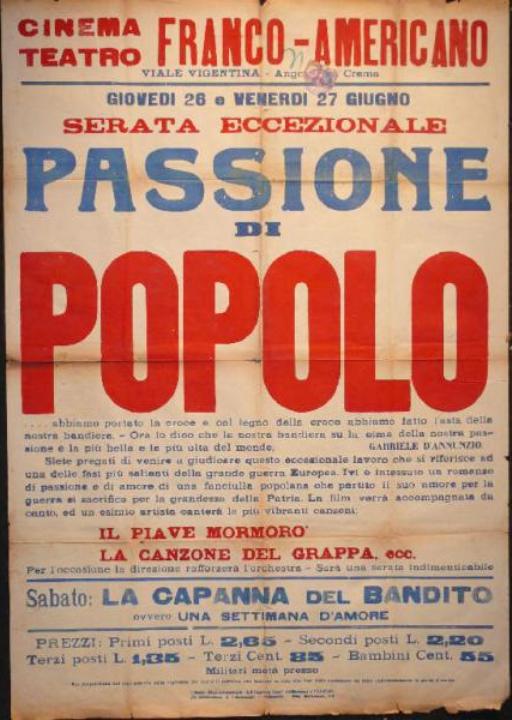 CINEMA TEATRO FRANCO-AMERICANO
VIALE VIGENTINA - Crema
GIOVEDI 26 e VENERDI 27 GIUGNO
SERATA ECCEZIONALE
PASSIONE
DI
POPOLO
.... abbiamo portato la croce e col legno della croce abbiamo fatto l'asta della
nostra bandiera. - Ora io dico che la nostra bandiera su la cima della nostra pas-
sione è la più bella e la più alta del mondo. GABRIELE D'ANNUNZIO
Siete pregati di venire a giudicare questo eccezionale lavoro che si riferisce ad
una delle fasi più salienti della grande guerra Europea. Ivi è intessuto un romanzo
di passione e di amore di una fanciulla popolana che partito il suo amore per la
guerra si sacrifica per la grandezza della Patria. La film verrà accompagnata da
canto, ed un esimio artista canterà le più vibranti canzoni:
IL PIAVE MORMORO'
LA CANZONE DEL GRAPPA, ecc.
Per l'occasione la direzione rafforzerà l'orchestra - Sarà una serata indimenticabile
Sabato: LA CAPANNA DEL BANDITO
ovvero UNA SETTIMANA D'AMORE
PREZZI: Primi posti L. 2,65 - Secondi posti L. 2,20
Terzi posti L. 1,35 - Terzi Cent. 85 - Bambini Cent. 55
Militari metà prezzo